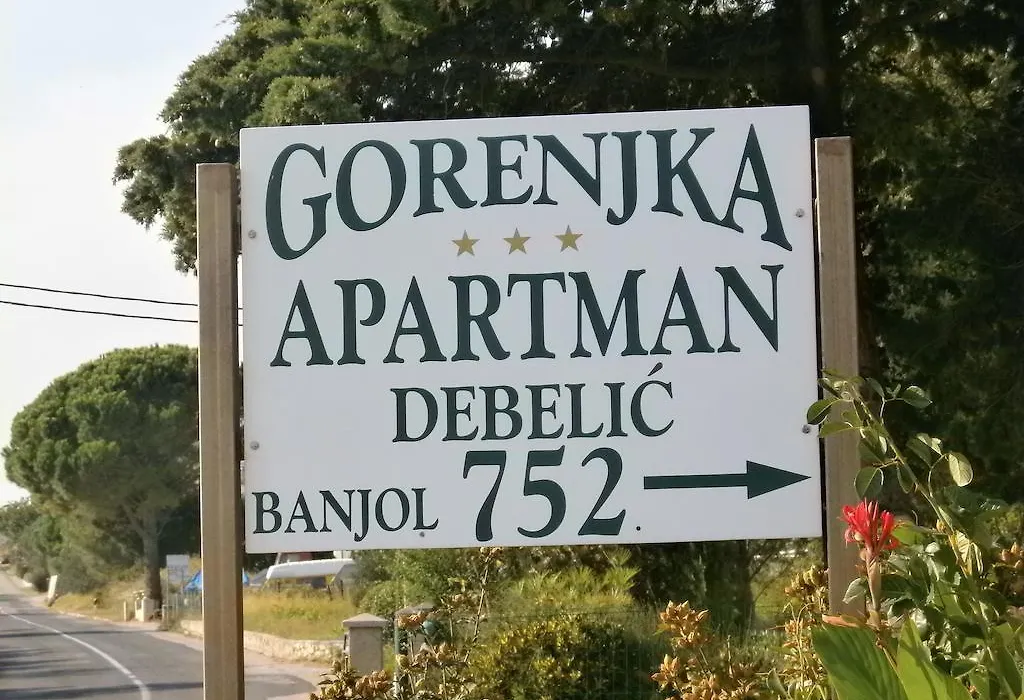 GORENJKA
APARTMAN
DEBELIĆ
BANJOL 752.